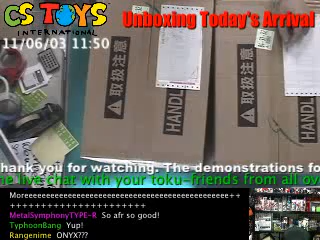 CS TOYS
INTERNATIONAL
Unboxing Today's Arrival
11/06/03 11:50
取扱注意
HANDL
取扱注意
HAND
hank you for watching. The demonstrations fo
e live chat with your toku-friends from all ov
Moreeeeeeeeeeeeeeeeeeeeeeeeeeeeeeeeeeeeeeeeeeeee++
++++++++++++++++++++++
MetalSymphonyTYPE-R So afr so good!
TyphoonBang Yup!
Rangenime ONYX???